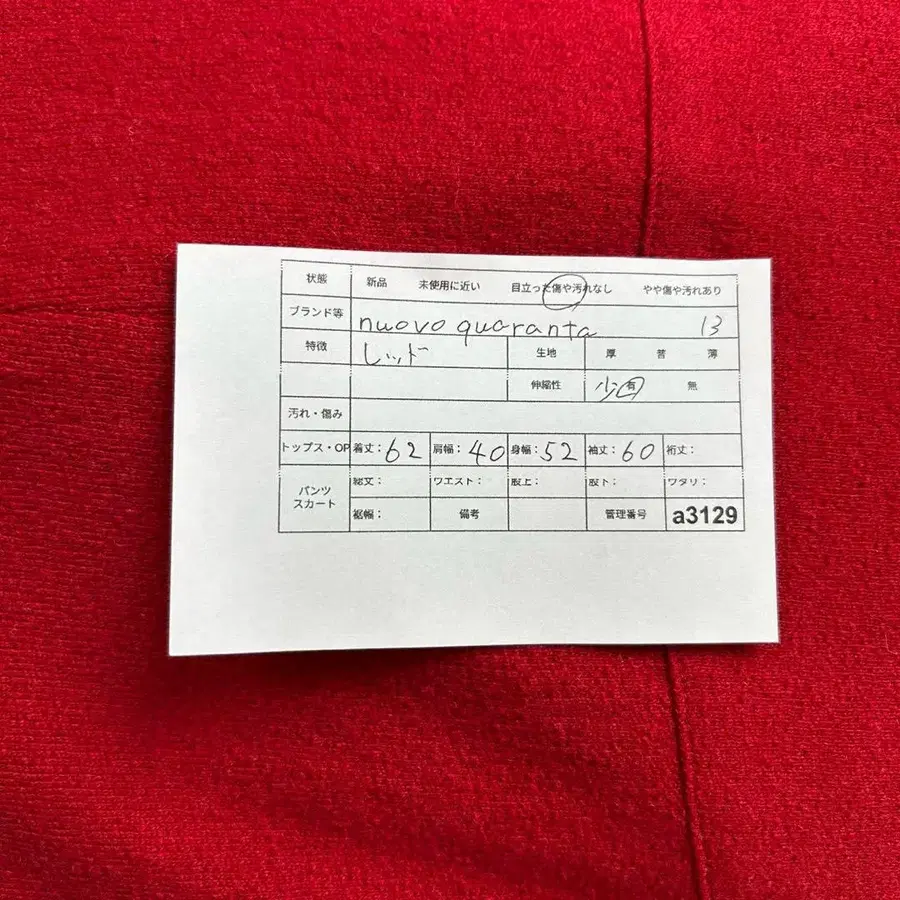 状態 新品 未使用に近い 目立った傷や汚れなし やや傷や汚れあり
ブランド等 nuovo quaranta 13
特徴 レッド 生地 厚 普 薄
伸縮性 少 有 無
汚れ・傷み
トップス・OP 着丈：62 肩幅：40 身幅：52 袖丈：60 裄丈：
パンツ スカート 総丈： ウエスト： 股上： 股下： ワタリ：
裾幅： 備考 管理番号 a3129